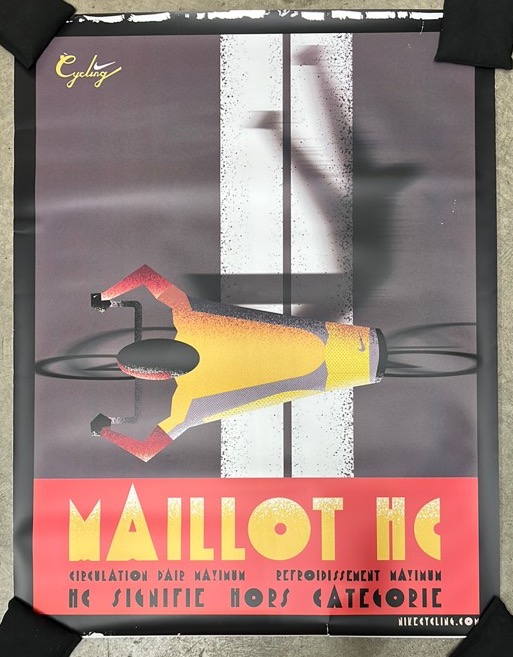 Cycling
MAILLOT HC
CIRCULATION D'AIR MAXIMUM REFROIDISSEMENT MAXIMUM
HC SIGNIFIE HORS CATEGORIE
NIKECYCLING.COM